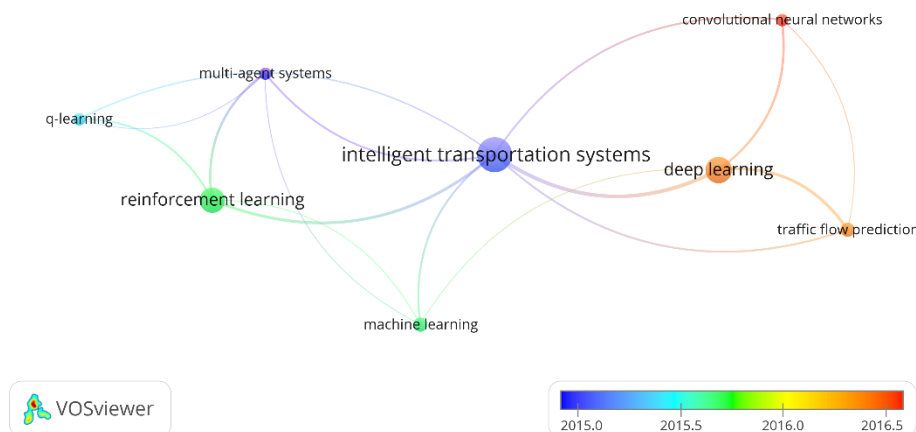 convolutional neural networks
multi-agent systems
q-learning
intelligent transportation systems
deep learning
reinforcement learning
traffic flow prediction
machine learning
VOSviewer
2015.0 2015.5 2016.0 2016.5